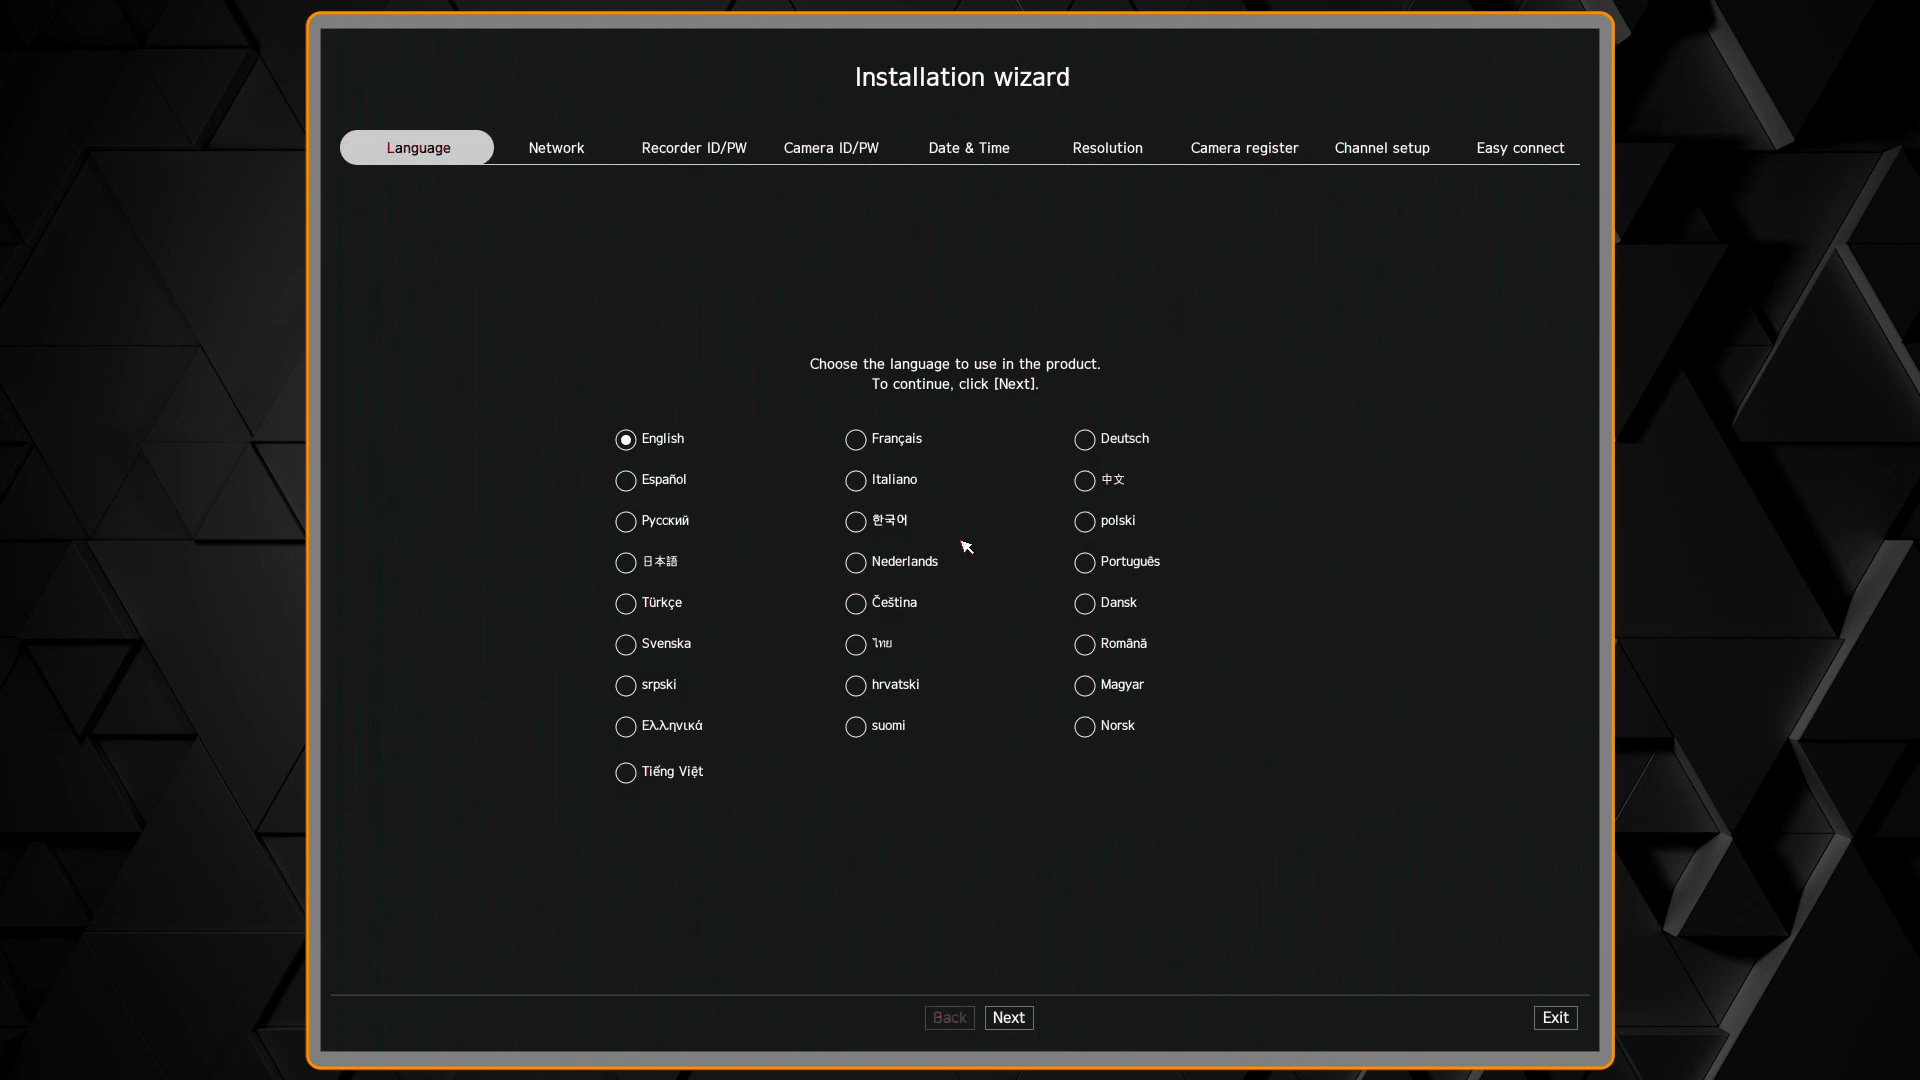 Installation wizard
Language Network Recorder ID/PW Camera ID/PW Date & Time Resolution Camera register Channel setup Easy connect
Choose the language to use in the product.
To continue, click [Next].
English Français Deutsch
Español Italiano 中文
Русский 한국어 polski
日本語 Nederlands Português
Türkçe Čeština Dansk
Svenska ไทย Română
srpski hrvatski Magyar
Ελληνικά suomi Norsk
Tiếng Việt
Back Next Exit